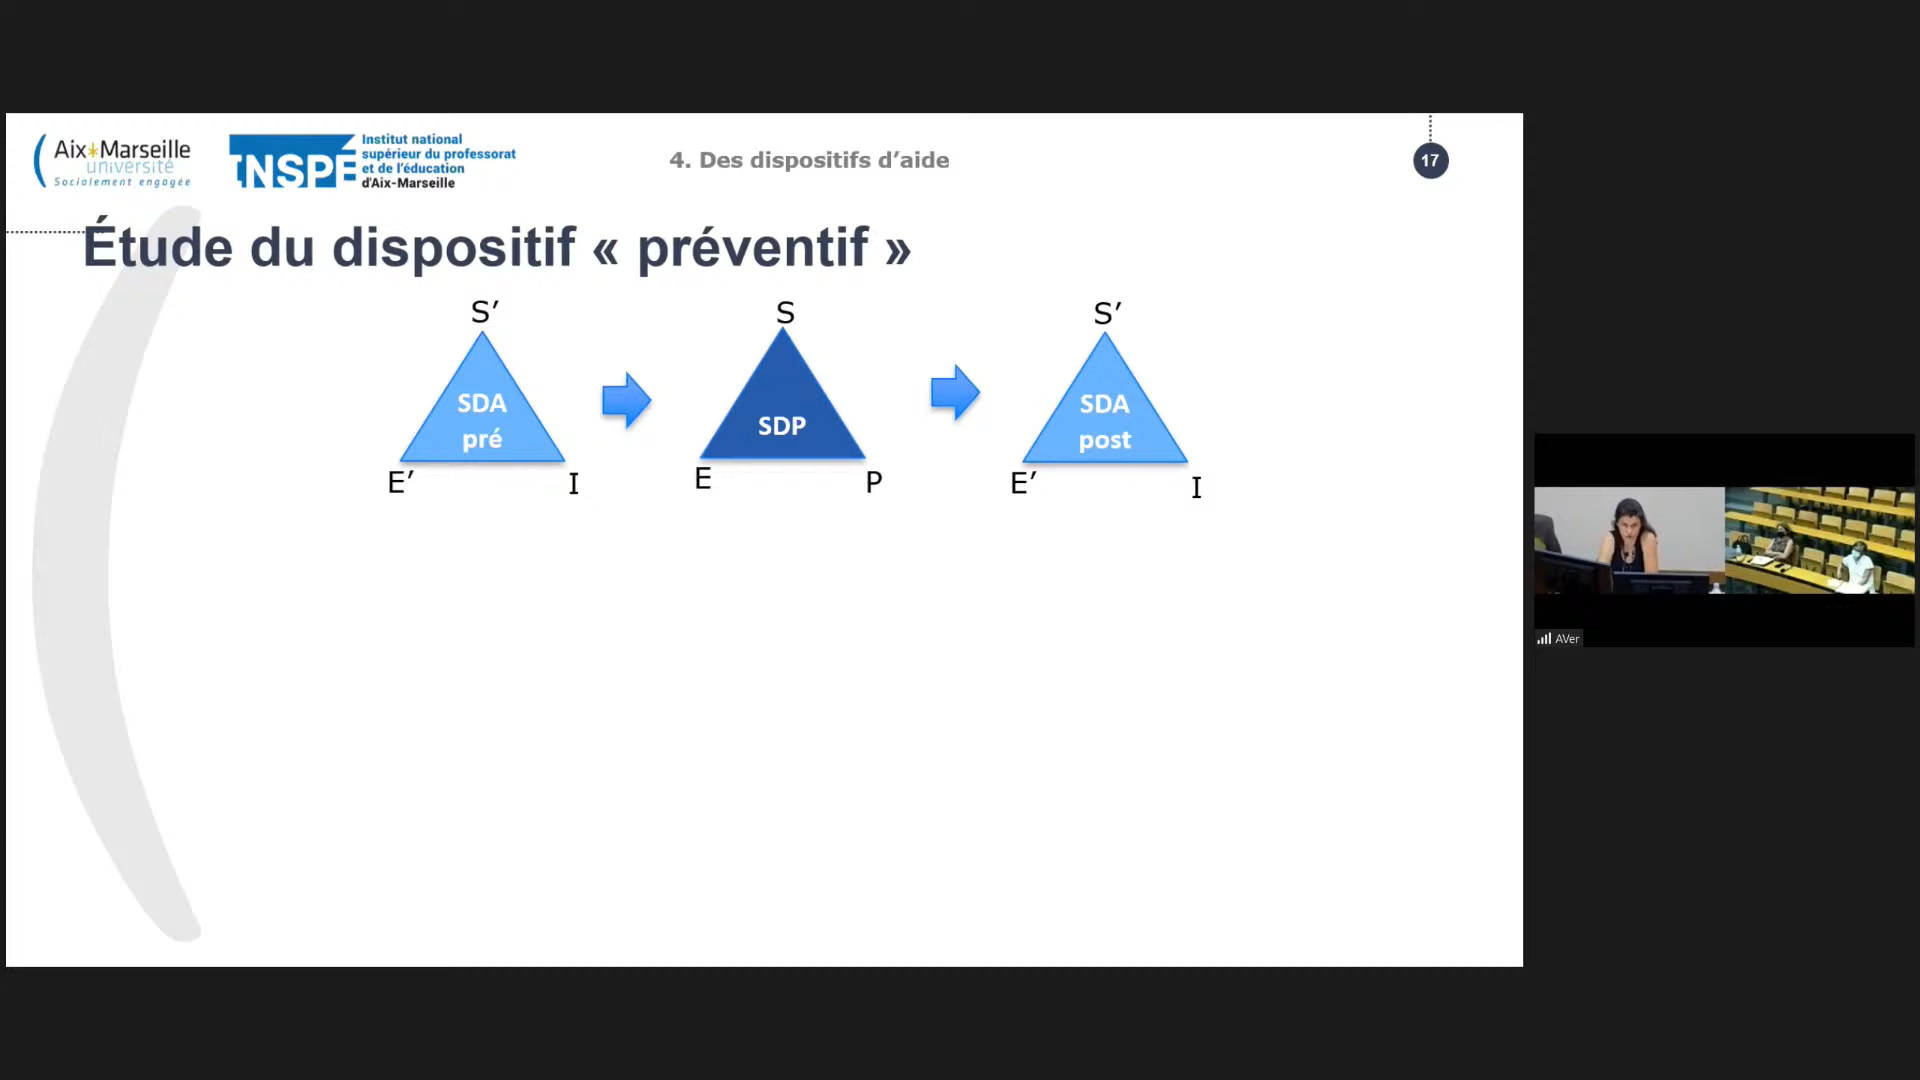 Aix*Marseille
université
Socialement engagée
INSPÉ
Institut national
supérieur du professorat
et de l'éducation
d'Aix-Marseille
4. Des dispositifs d’aide
17
Étude du dispositif « préventif »
S’
S
S’
SDA
pré
SDP
SDA
post
E’
I
E
P
E’
I
AVer